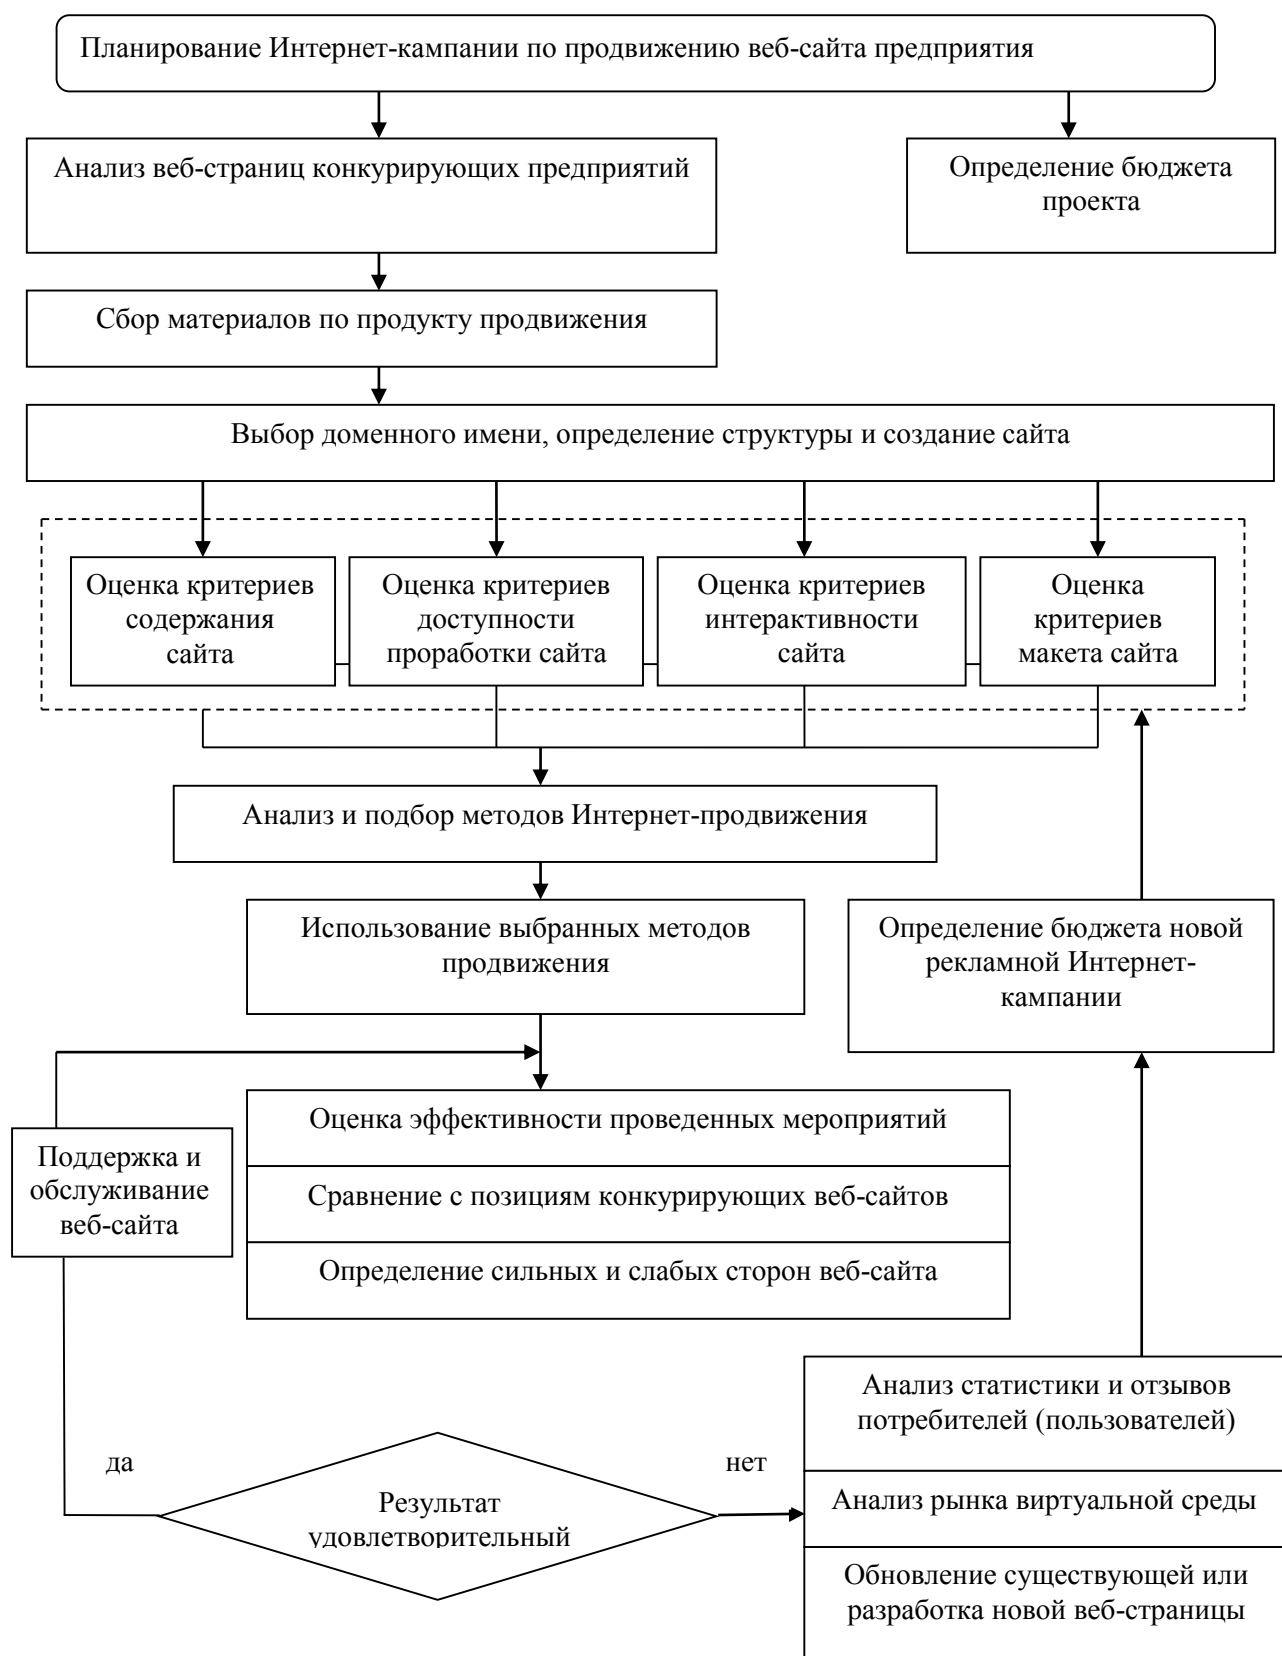 Планирование Интернет-кампании по продвижению веб-сайта предприятия
Анализ веб-страниц конкурирующих предприятий
Определение бюджета
проекта
Сбор материалов по продукту продвижения
Выбор доменного имени, определение структуры и создание сайта
Оценка критериев
содержания
сайта
Оценка критериев
доступности
проработки сайта
Оценка критериев
интерактивности
сайта
Оценка
критериев
макета сайта
Анализ и подбор методов Интернет-продвижения
Использование выбранных методов
продвижения
Определение бюджета новой
рекламной Интернет-
кампании
Поддержка и
обслуживание
веб-сайта
Оценка эффективности проведенных мероприятий
Сравнение с позициям конкурирующих веб-сайтов
Определение сильных и слабых сторон веб-сайта
Анализ статистики и отзывов
потребителей (пользователей)
да
нет
Результат
удовлетворительный
Анализ рынка виртуальной среды
Обновление существующей или
разработка новой веб-страницы